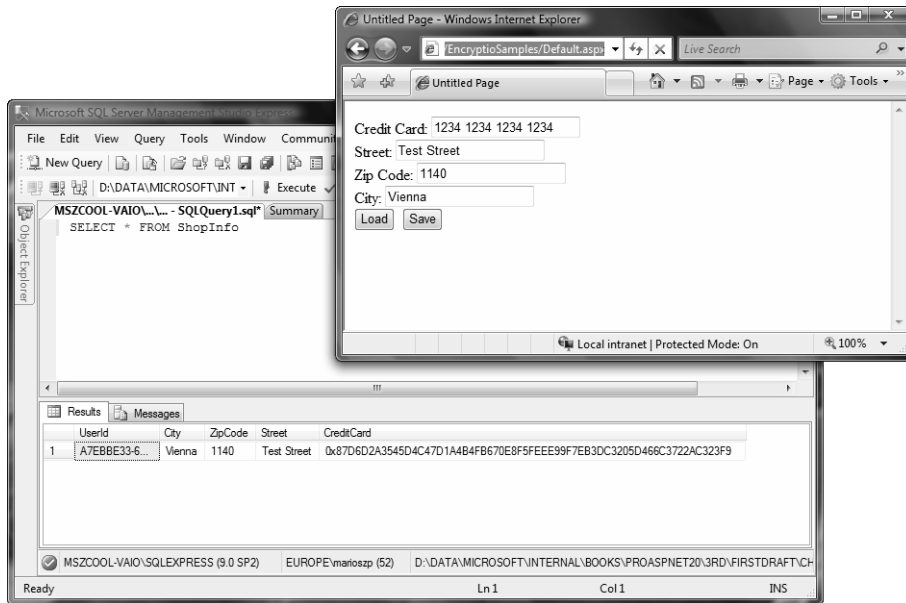 Untitled Page - Windows Internet Explorer
/EncryptioSamples/Default.aspx
Live Search
Untitled Page
Page
Tools
Credit Card: 1234 1234 1234 1234
Street: Test Street
Zip Code: 1140
City: Vienna
Load Save
Local intranet | Protected Mode: On
100%
Microsoft SQL Server Management Studio Express
File Edit View Query Tools Window Communit
New Query
D:\DATA\MICROSOFT\INT
Execute
MSZCOOL-VAIO\...\... - SQLQuery1.sql* Summary
Object Explorer
SELECT * FROM ShopInfo
Results Messages
UserId City ZipCode Street CreditCard
1 A7EBBE33-6... Vienna 1140 Test Street 0x87D6D2A3545D4C47D1A4B4FB670E8F5FEEE99F7EB3DC3205D466C3722AC323F9
MSZCOOL-VAIO\SQLEXPRESS (9.0 SP2) EUROPE\marioszp (52) D:\DATA\MICROSOFT\INTERNAL\BOOKS\PROASPNET20\3RD\FIRSTDRAFT\CH
Ready Ln 1 Col 1 INS